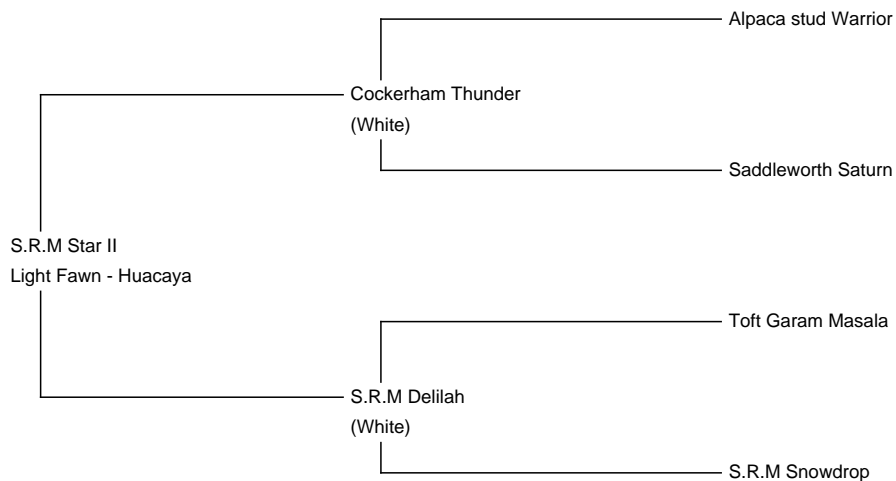 Alpaca stud Warrior
Cockerham Thunder
(White)
Saddleworth Saturn
S.R.M Star II
Light Fawn - Huacaya
Toft Garam Masala
S.R.M Delilah
(White)
S.R.M Snowdrop